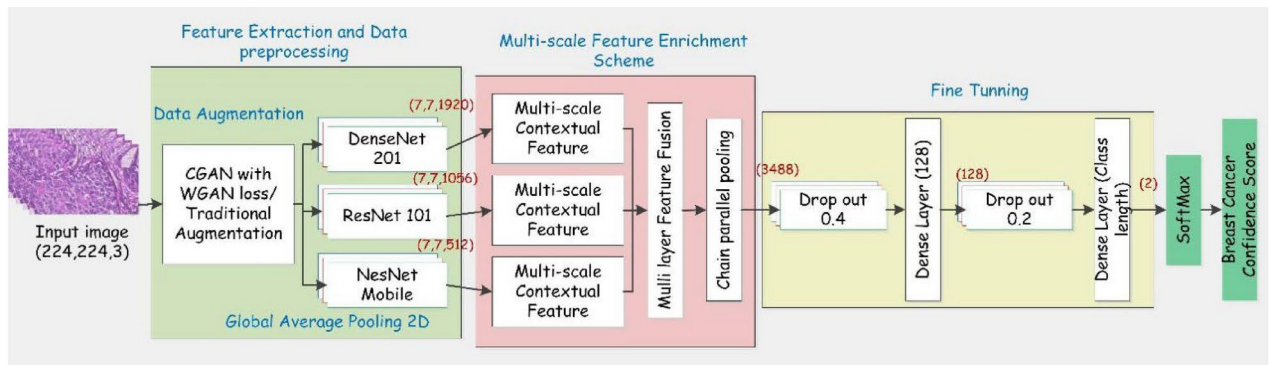 Feature Extraction and Data
preprocessing
Data Augmentation
Input image
(224,224,3)
CGAN with
WGAN loss/
Traditional
Augmentation
(7,7,1920)
DenseNet
201
(7,7,1056)
ResNet 101
(7,7,512)
NesNet
Mobile
Global Average Pooling 2D
Multi-scale Feature Enrichment
Scheme
Multi-scale
Contextual
Feature
Multi-scale
Contextual
Feature
Multi-scale
Contextual
Feature
Mulli layer Feature Fusion
Chain parallel pooling
Fine Tunning
(3488)
Drop out
0.4
Dense Layer (128)
(128)
Drop out
0.2
Dense Layer (Class
length)
(2)
SoftMax
Breast Cancer
Confidence Score